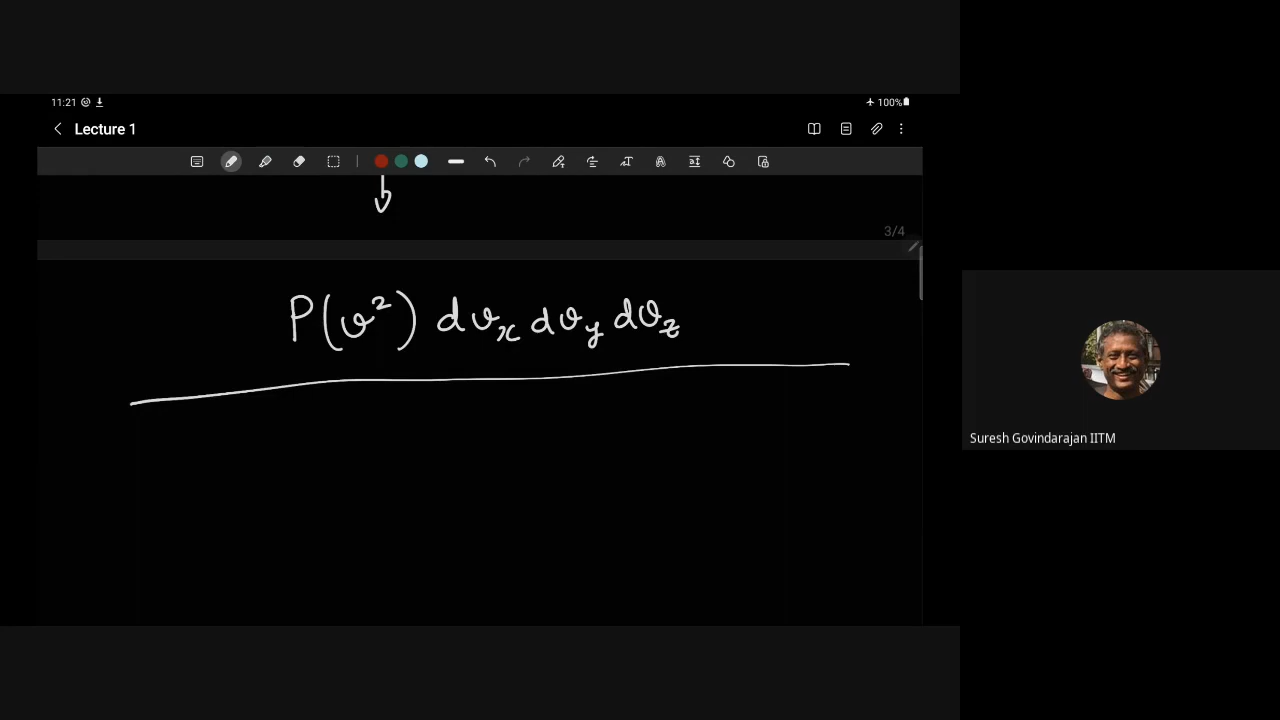 11:21
100%
Lecture 1
3/4
P(v²) dvₓ dv_y dv_z
Suresh Govindarajan IITM